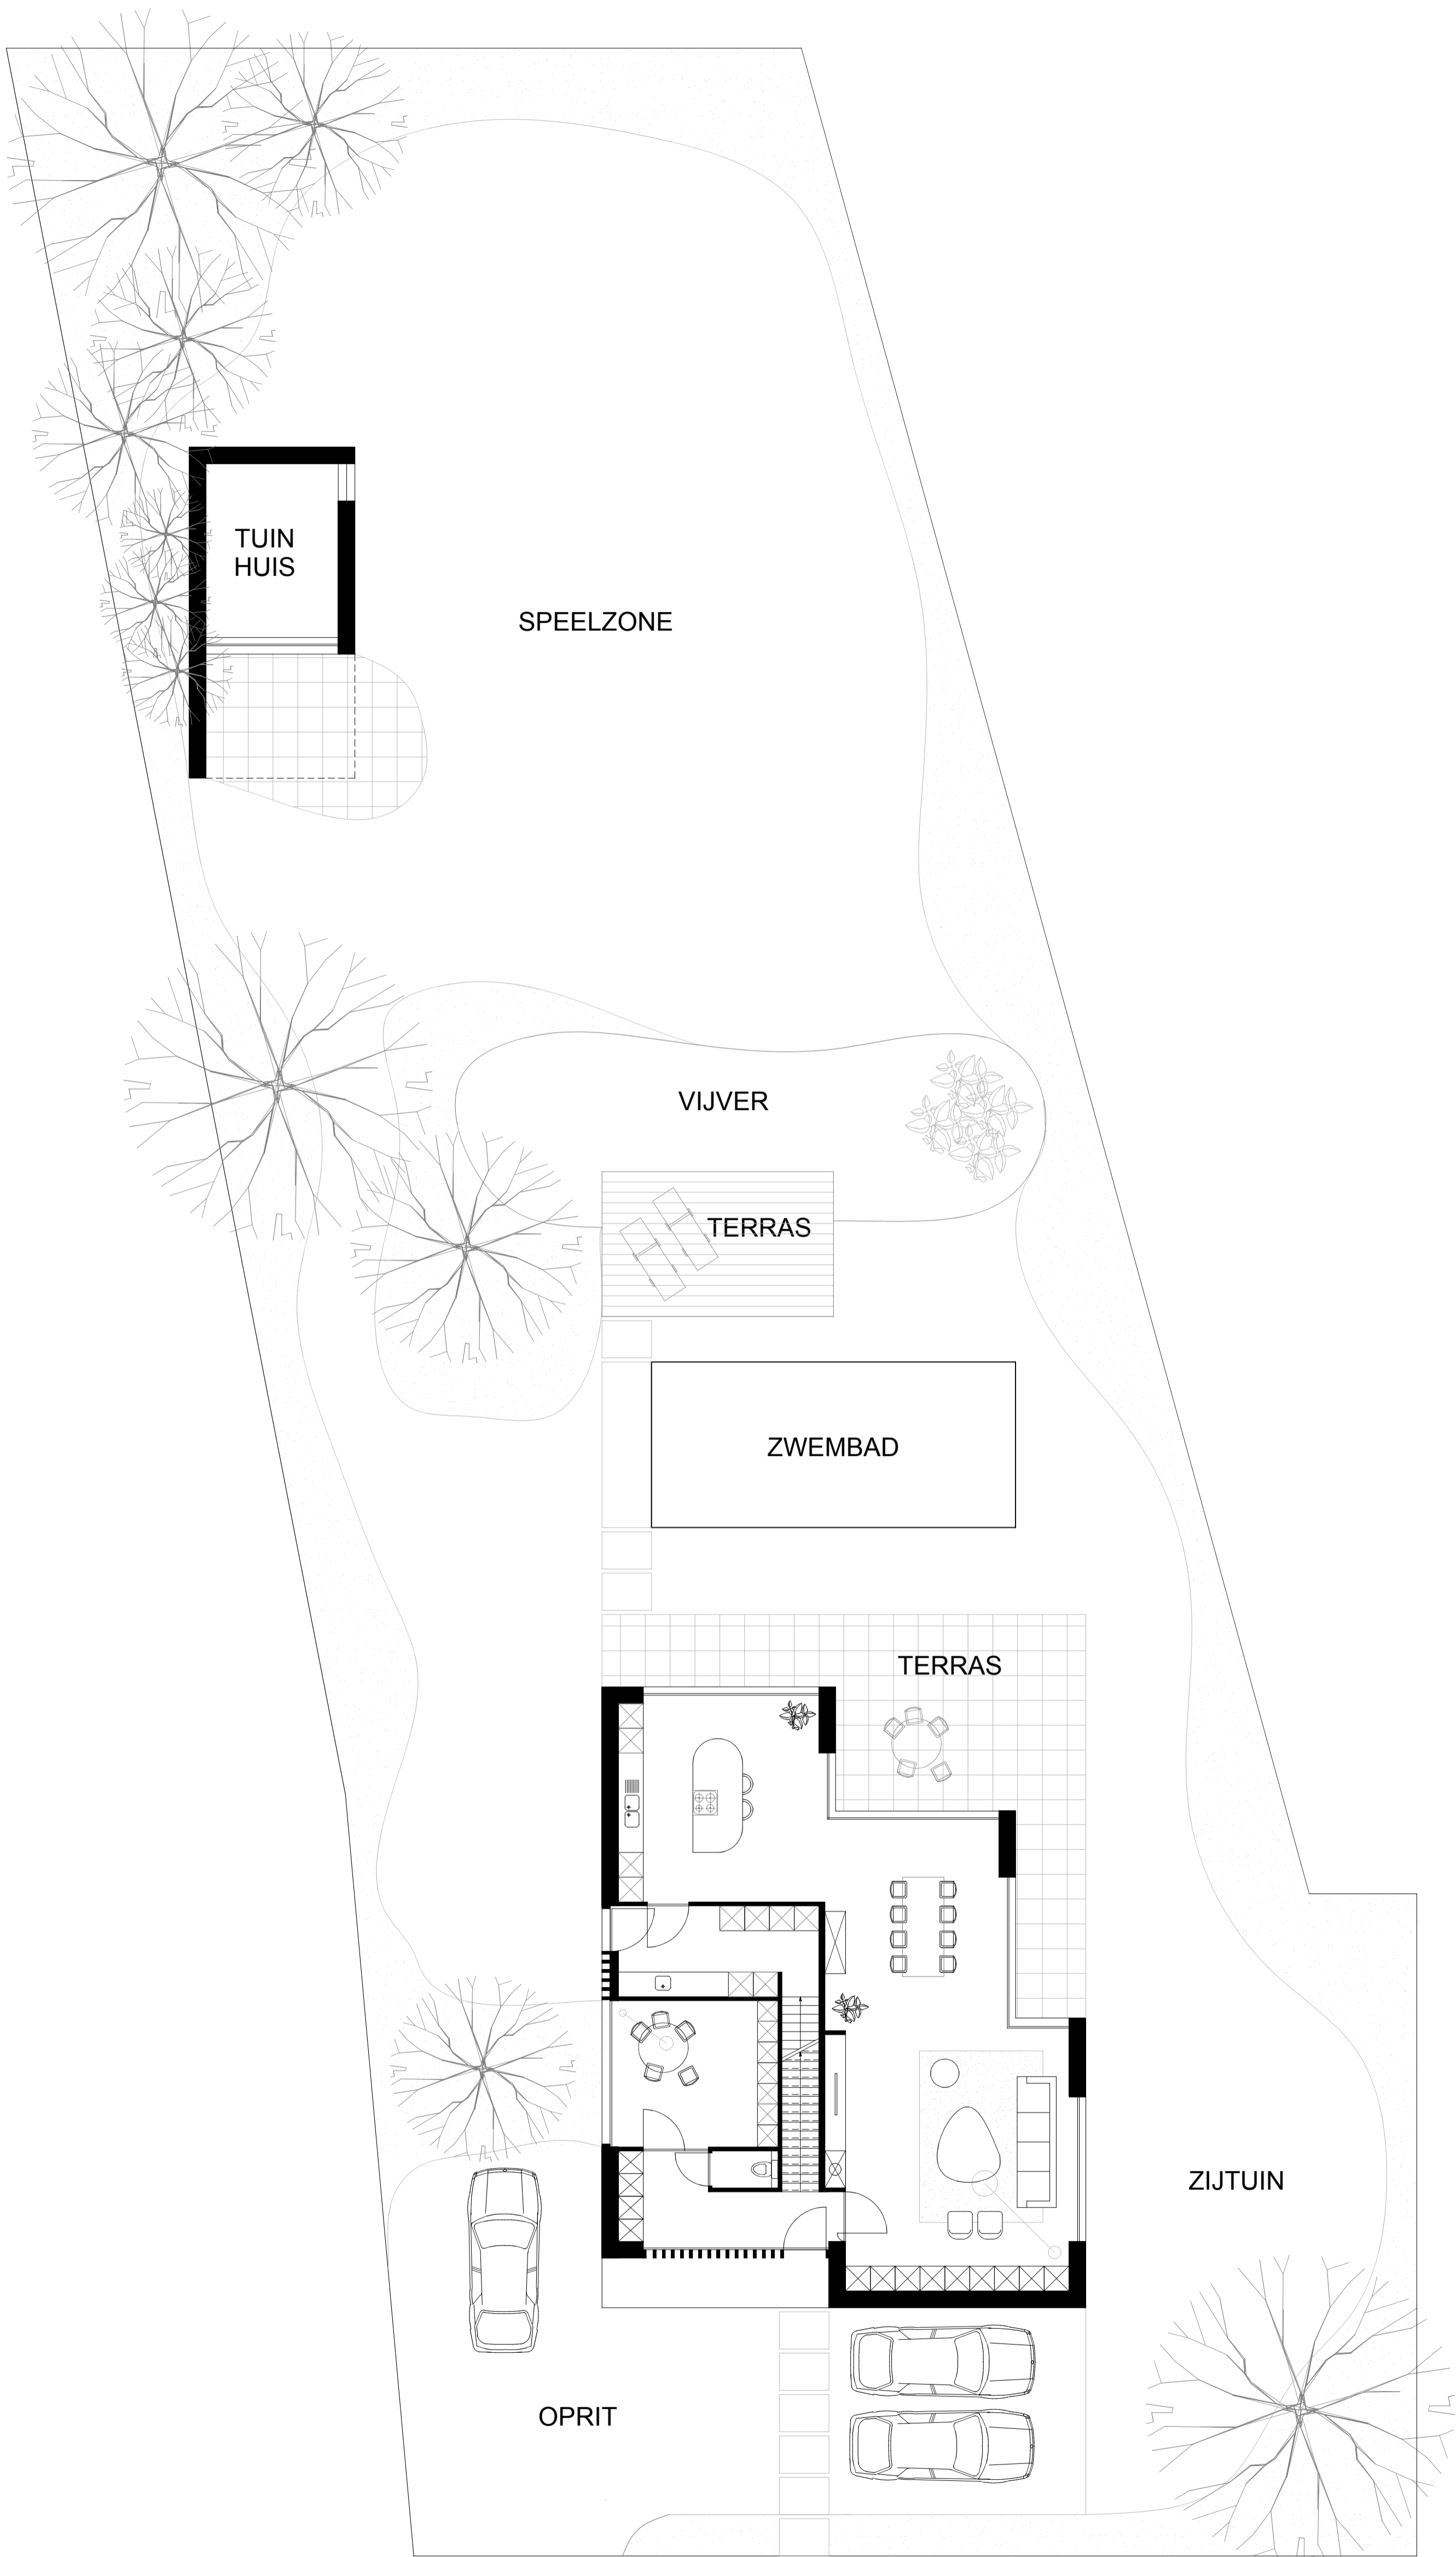 TUIN
HUIS
SPEELZONE
VIJVER
TERRAS
ZWEMBAD
TERRAS
ZIJTUIN
OPRIT